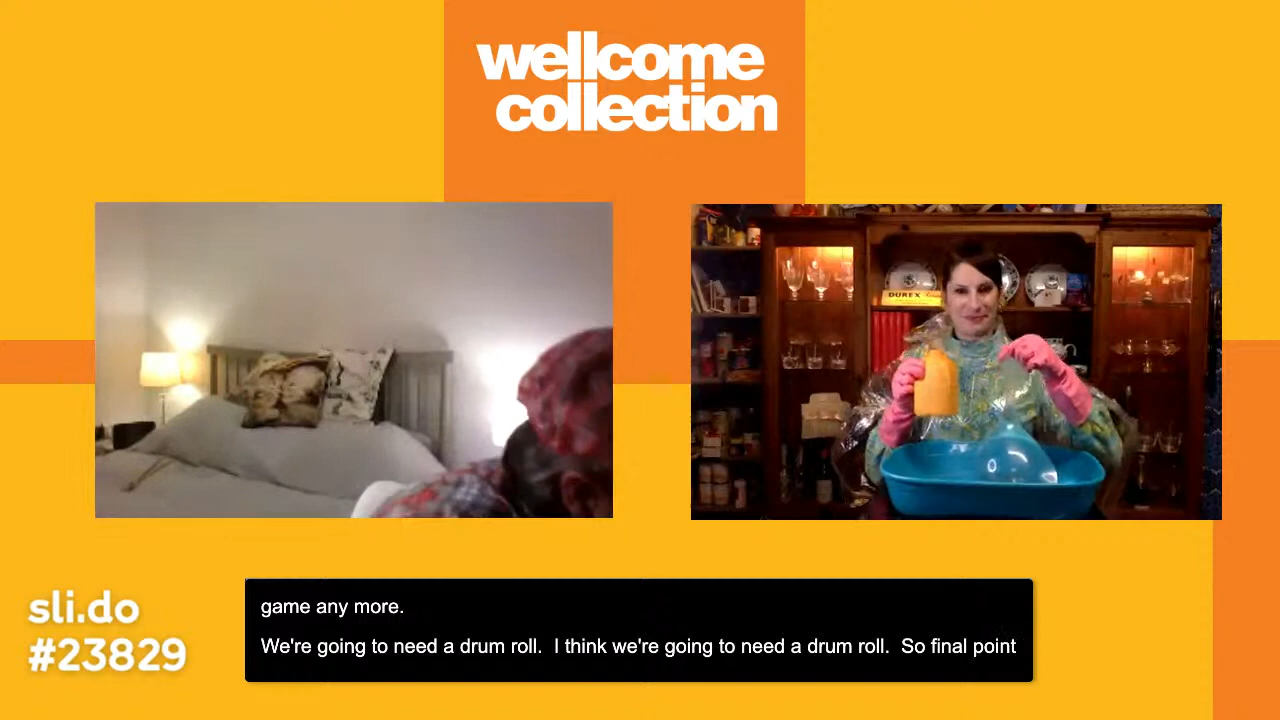 wellcome
collection
DUREX
sli.do
#23829
game any more.
We're going to need a drum roll.  I think we're going to need a drum roll.  So final point